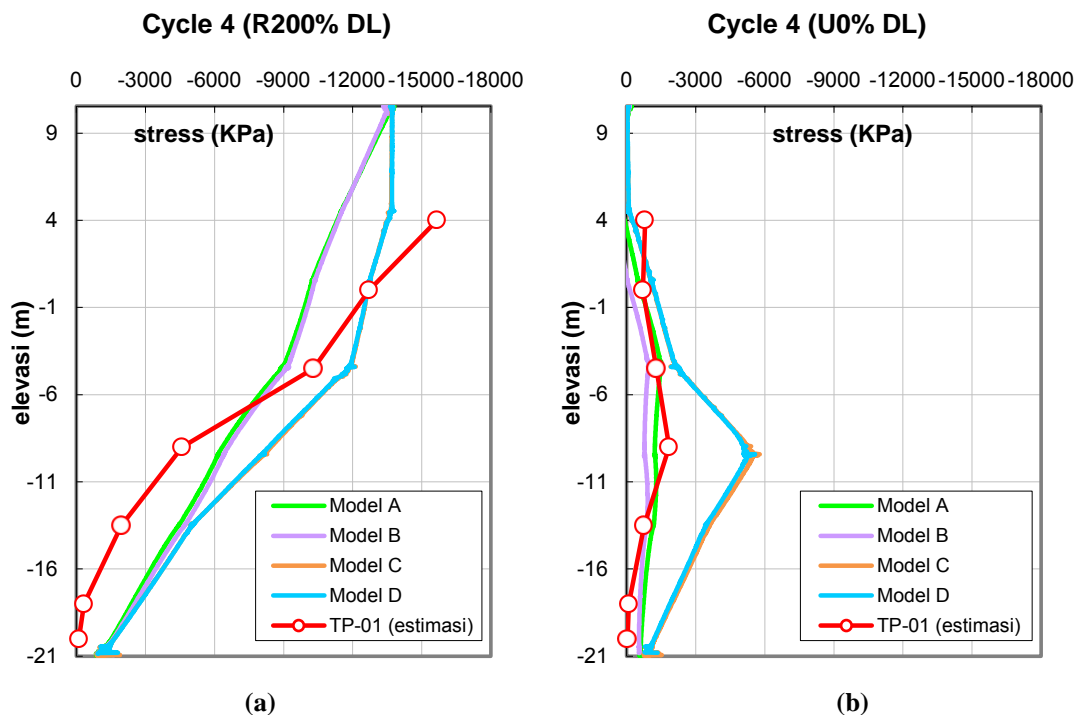 Cycle 4 (R200% DL)
0 -3000 -6000 -9000 -12000 -15000 -18000
stress (KPa)
elevasi (m)
9
4
-1
-6
-11
-16
-21
Model A
Model B
Model C
Model D
TP-01 (estimasi)
(a)
Cycle 4 (U0% DL)
0 -3000 -6000 -9000 -12000 -15000 -18000
stress (KPa)
elevasi (m)
9
4
-1
-6
-11
-16
-21
Model A
Model B
Model C
Model D
TP-01 (estimasi)
(b)